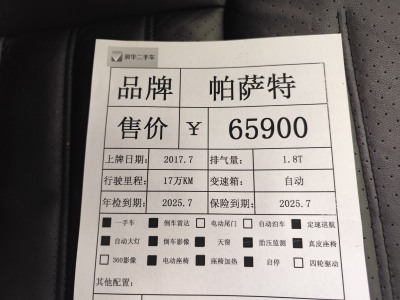 润华二手车
品牌 帕萨特
售价 ￥ 65900
上牌日期: 2017.7 排气量: 1.8T
行驶里程: 17万KM 变速箱: 自动
年检到期: 2025.7 保险到期: 2025.7
■一手车 ■倒车雷达 □电动尾门 □自动泊车 ■定速巡航
■自动大灯 ■倒车影像 ■天窗 ■胎压监测 ■真皮座椅
□360影像 ■电动座椅 ■座椅加热 ■自停 □四轮驱动
其他配置: